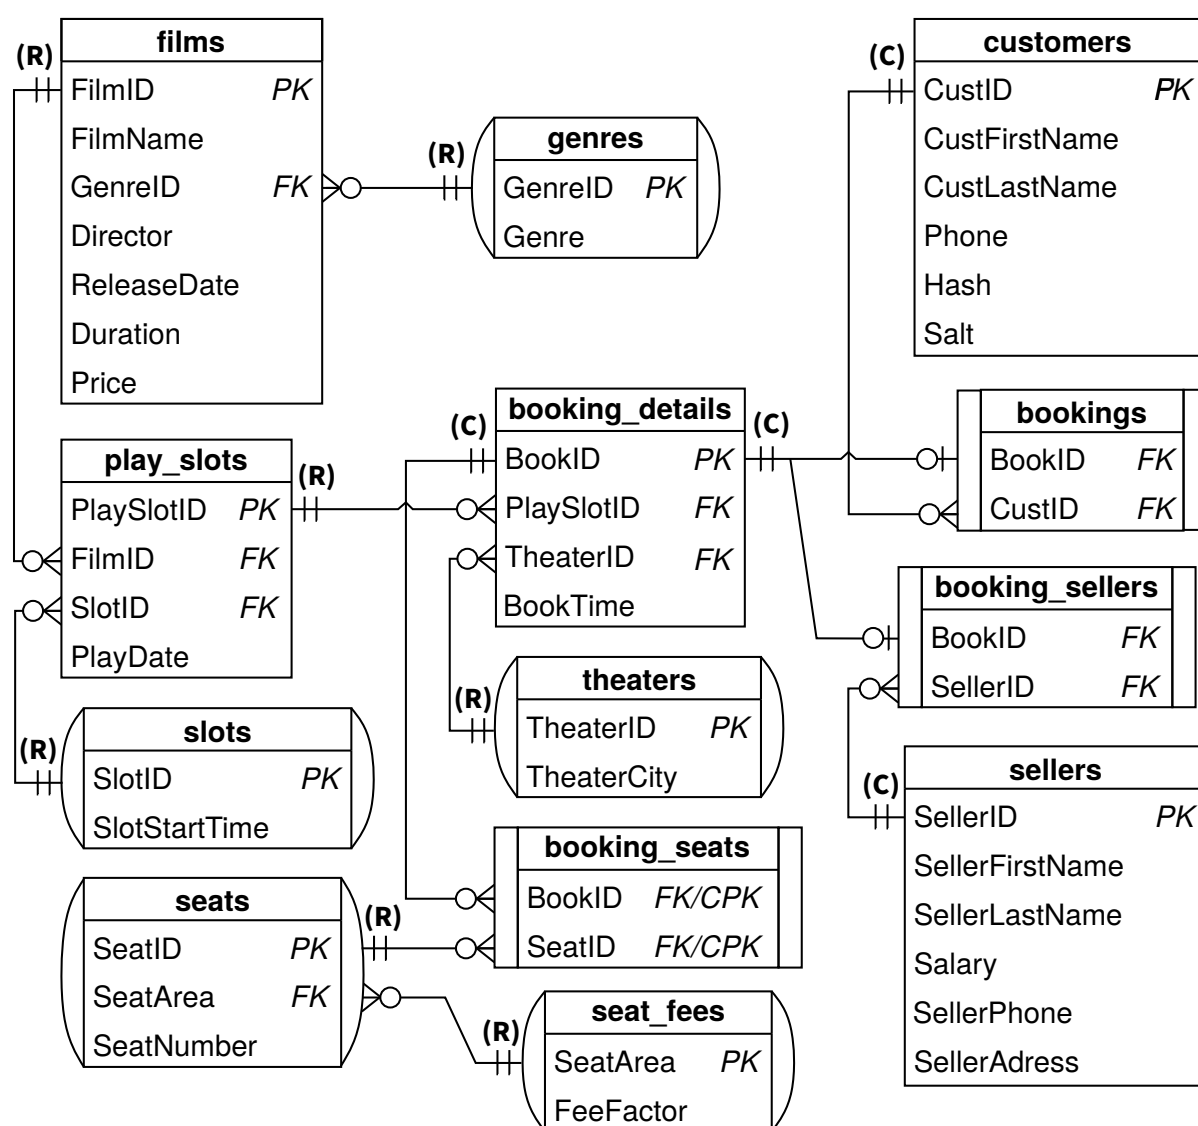 films
(R)
FilmID PK
FilmName
GenreID FK
Director
ReleaseDate
Duration
Price
genres
(R)
GenreID PK
Genre
customers
(C)
CustID PK
CustFirstName
CustLastName
Phone
Hash
Salt
play_slots
(R)
PlaySlotID PK
FilmID FK
SlotID FK
PlayDate
booking_details
(C)
(C)
BookID PK
PlaySlotID FK
TheaterID FK
BookTime
bookings
BookID FK
CustID FK
booking_sellers
BookID FK
SellerID FK
slots
(R)
SlotID PK
SlotStartTime
theaters
(R)
TheaterID PK
TheaterCity
sellers
(C)
SellerID PK
SellerFirstName
SellerLastName
Salary
SellerPhone
SellerAdress
seats
(R)
SeatID PK
SeatArea FK
SeatNumber
booking_seats
BookID FK/CPK
SeatID FK/CPK
seat_fees
(R)
SeatArea PK
FeeFactor